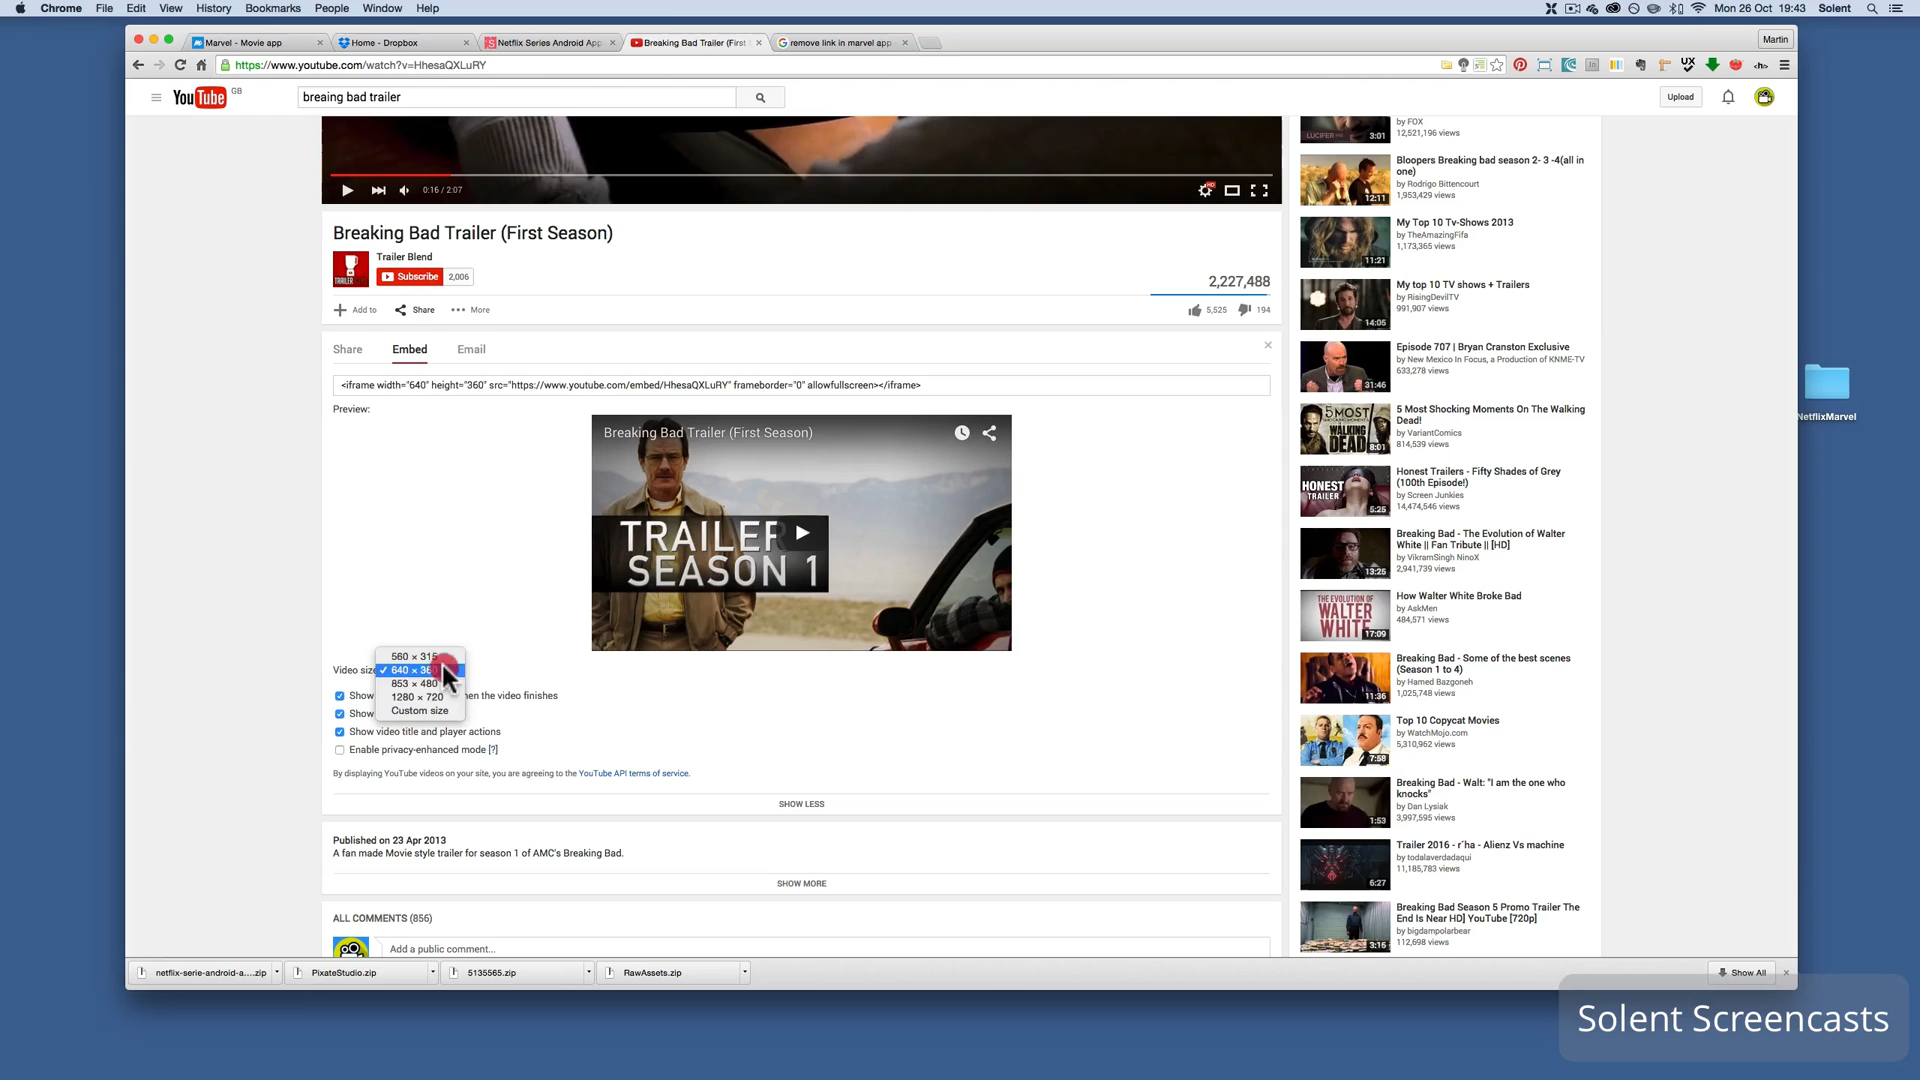 Chrome File Edit View History Bookmarks People Window Help
Mon 26 Oct 19:43 Solent
Marvel - Movie app
Home - Dropbox
Netflix Series Android App
Breaking Bad Trailer (First
remove link in marvel app
Martin
https://www.youtube.com/watch?v=HhesaQXLuRY
YouTube GB
breaing bad trailer
Upload
0:16 / 2:07
Breaking Bad Trailer (First Season)
Trailer Blend
Subscribe 2,006
2,227,488
Add to Share More
5,525 194
Share Embed Email
<iframe width="640" height="360" src="https://www.youtube.com/embed/HhesaQXLuRY" frameborder="0" allowfullscreen></iframe>
Preview:
Breaking Bad Trailer (First Season)
TRAILER
SEASON 1
560 × 315
Video size
640 × 360
853 × 480
1280 × 720
Custom size
Show
en the video finishes
Show
Show video title and player actions
Enable privacy-enhanced mode [?]
By displaying YouTube videos on your site, you are agreeing to the YouTube API terms of service.
SHOW LESS
Published on 23 Apr 2013
A fan made Movie style trailer for season 1 of AMC's Breaking Bad.
SHOW MORE
ALL COMMENTS (856)
Add a public comment...
LUCIFER
3:01
by FOX
12,521,196 views
12:11
Bloopers Breaking bad season 2- 3 -4(all in
one)
by Rodrigo Bittencourt
1,953,429 views
11:21
My Top 10 Tv-Shows 2013
by TheAmazingFifa
1,173,365 views
14:05
My top 10 TV shows + Trailers
by RisingDevilTV
991,907 views
31:46
Episode 707 | Bryan Cranston Exclusive
by New Mexico In Focus, a Production of KNME-TV
633,278 views
5 MOST
SHOCKING MOMENTS ON
THE WALKING
DEAD
8:01
5 Most Shocking Moments On The Walking
Dead!
by VariantComics
814,539 views
HONEST
TRAILER
5:25
Honest Trailers - Fifty Shades of Grey
(100th Episode!)
by Screen Junkies
14,474,546 views
13:25
Breaking Bad - The Evolution of Walter
White || Fan Tribute || [HD]
by VikramSingh NinoX
2,941,739 views
THE EVOLUTION OF
WALTER
WHITE
17:09
How Walter White Broke Bad
by AskMen
484,571 views
11:36
Breaking Bad - Some of the best scenes
(Season 1 to 4)
by Hamed Bazgoneh
1,025,748 views
7:58
Top 10 Copycat Movies
by WatchMojo.com
5,310,962 views
1:53
Breaking Bad - Walt: "I am the one who
knocks"
by Dan Lysiak
3,997,595 views
6:27
Trailer 2016 - r´ha - Alienz Vs machine
by todalaverdadaqui
11,185,783 views
3:16
Breaking Bad Season 5 Promo Trailer The
End Is Near HD] YouTube [720p]
by bigdampolarbear
112,698 views
NetflixMarvel
netflix-serie-android-a....zip
PixateStudio.zip
5135565.zip
RawAssets.zip
Show All
Solent Screencasts